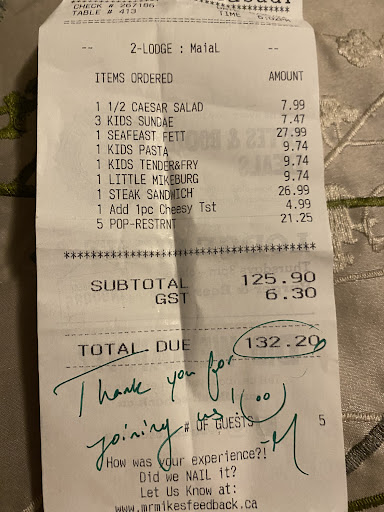 CHECK # 267186
TABLE # 413
TIME
2-LODGE : MaiaL
ITEMS ORDERED AMOUNT
1 1/2 CAESAR SALAD 7.99
3 KIDS SUNDAE 7.47
1 SEAFEAST FETT 27.99
1 KIDS PASTA 9.74
1 KIDS TENDER&FRY 9.74
1 LITTLE MIKEBURG 9.74
1 STEAK SANDWICH 26.99
1 Add 1pc Cheesy Tst 4.99
5 POP-RESTRNT 21.25
SUBTOTAL 125.90
GST 6.30
TOTAL DUE 132.20
Thank you for
joining us! -M
# OF GUESTS 5
How was your experience?!
Did we NAIL it?
Let Us Know at:
www.mrmikesfeedback.ca